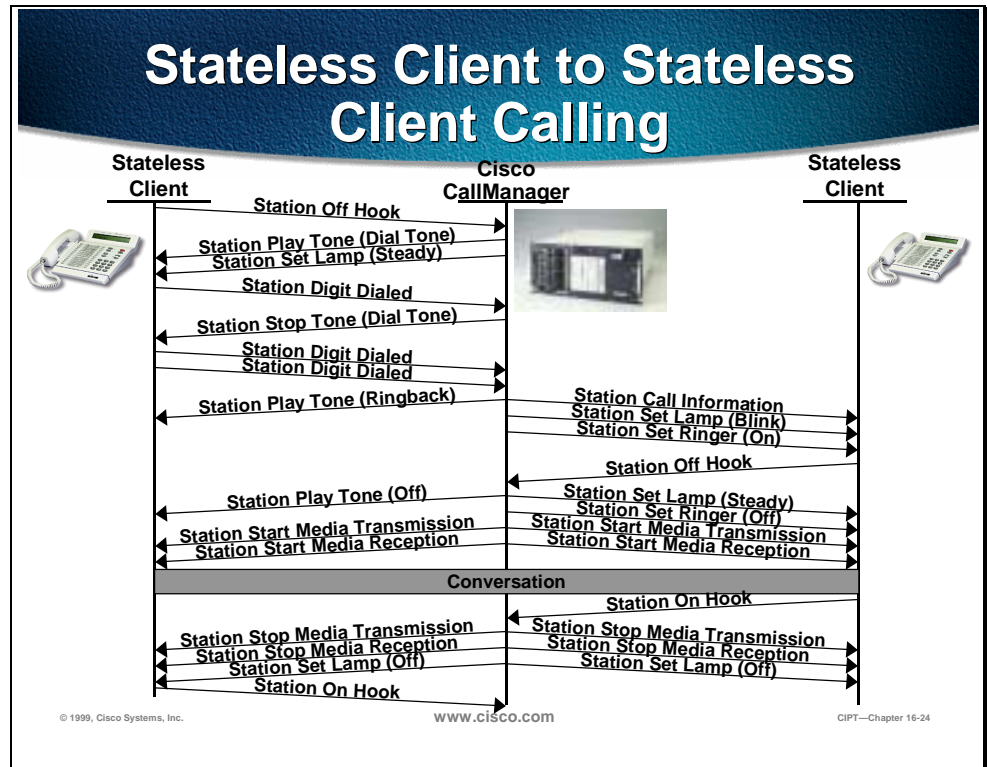 Stateless Client to Stateless
Client Calling
Stateless
Client
Cisco
CallManager
Stateless
Client
Station Off Hook
Station Play Tone (Dial Tone)
Station Set Lamp (Steady)
Station Digit Dialed
Station Stop Tone (Dial Tone)
Station Digit Dialed
Station Digit Dialed
Station Play Tone (Ringback)
Station Call Information
Station Set Lamp (Blink)
Station Set Ringer (On)
Station Off Hook
Station Play Tone (Off)
Station Set Lamp (Steady)
Station Set Ringer (Off)
Station Start Media Transmission
Station Start Media Reception
Station Start Media Transmission
Station Start Media Reception
Conversation
Station On Hook
Station Stop Media Transmission
Station Stop Media Reception
Station Set Lamp (Off)
Station Stop Media Transmission
Station Stop Media Reception
Station Set Lamp (Off)
Station On Hook
© 1999, Cisco Systems, Inc.
www.cisco.com
CIPT—Chapter 16-24